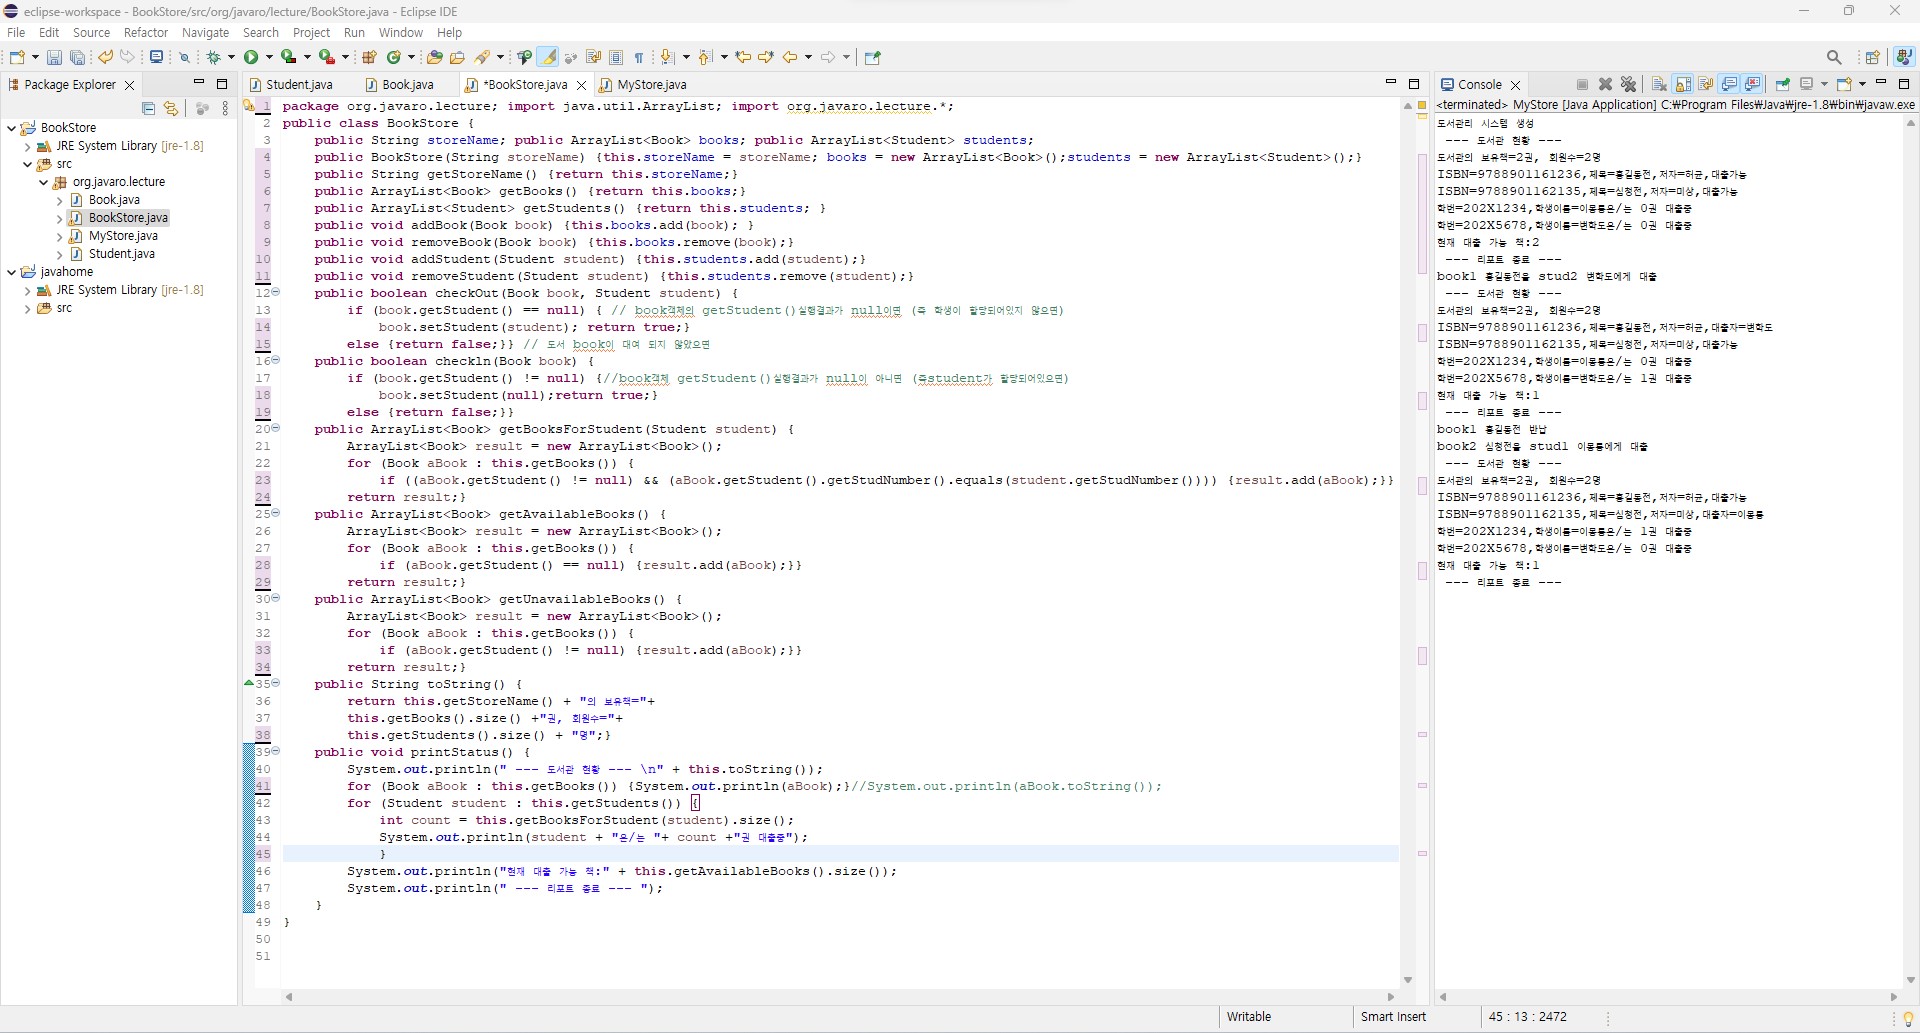 eclipse-workspace - BookStore/src/org/javaro/lecture/BookStore.java - Eclipse IDE
File Edit Source Refactor Navigate Search Project Run Window Help
Package Explorer
BookStore
JRE System Library [jre-1.8]
src
org.javaro.lecture
Book.java
BookStore.java
MyStore.java
Student.java
javahome
JRE System Library [jre-1.8]
src
Student.java Book.java *BookStore.java MyStore.java
1 package org.javaro.lecture; import java.util.ArrayList; import org.javaro.lecture.*;
2 public class BookStore {
3 public String storeName; public ArrayList<Book> books; public ArrayList<Student> students;
4 public BookStore(String storeName) {this.storeName = storeName; books = new ArrayList<Book>();students = new ArrayList<Student>();}
5 public String getStoreName() {return this.storeName;}
6 public ArrayList<Book> getBooks() {return this.books;}
7 public ArrayList<Student> getStudents() {return this.students; }
8 public void addBook(Book book) {this.books.add(book); }
9 public void removeBook(Book book) {this.books.remove(book);}
10 public void addStudent(Student student) {this.students.add(student);}
11 public void removeStudent(Student student) {this.students.remove(student);}
12 public boolean checkOut(Book book, Student student) {
13 if (book.getStudent() == null) { // book객체의 getStudent()실행결과가 null이면 (즉 학생이 할당되어있지 않으면)
14 book.setStudent(student); return true;}
15 else {return false;}} // 도서 book이 대여 되지 않았으면
16 public boolean checkln(Book book) {
17 if (book.getStudent() != null) {//book객체 getStudent()실행결과가 null이 아니면 (즉student가 할당되어있으면)
18 book.setStudent(null);return true;}
19 else {return false;}}
20 public ArrayList<Book> getBooksForStudent(Student student) {
21 ArrayList<Book> result = new ArrayList<Book>();
22 for (Book aBook : this.getBooks()) {
23 if ((aBook.getStudent() != null) && (aBook.getStudent().getStudNumber().equals(student.getStudNumber()))) {result.add(aBook);}}
24 return result;}
25 public ArrayList<Book> getAvailableBooks() {
26 ArrayList<Book> result = new ArrayList<Book>();
27 for (Book aBook : this.getBooks()) {
28 if (aBook.getStudent() == null) {result.add(aBook);}}
29 return result;}
30 public ArrayList<Book> getUnavailableBooks() {
31 ArrayList<Book> result = new ArrayList<Book>();
32 for (Book aBook : this.getBooks()) {
33 if (aBook.getStudent() != null) {result.add(aBook);}}
34 return result;}
35 public String toString() {
36 return this.getStoreName() + "의 보유책="+
37 this.getBooks().size() +"권, 회원수="+
38 this.getStudents().size() + "명";}
39 public void printStatus() {
40 System.out.println(" --- 도서관 현황 --- \n" + this.toString());
41 for (Book aBook : this.getBooks()) {System.out.println(aBook);}//System.out.println(aBook.toString());
42 for (Student student : this.getStudents()) {
43 int count = this.getBooksForStudent(student).size();
44 System.out.println(student + "은/는 "+ count +"권 대출중");
45 }
46 System.out.println("현재 대출 가능 책:" + this.getAvailableBooks().size());
47 System.out.println(" --- 리포트 종료 --- ");
48 }
49 }
50
51
Console
<terminated> MyStore [Java Application] C:₩Program Files₩Java₩jre-1.8₩bin₩javaw.exe
도서관리 시스템 생성
--- 도서관 현황 ---
도서관의 보유책=2권, 회원수=2명
ISBN=9788901161236,제목=홍길동전,저자=허균,대출가능
ISBN=9788901162135,제목=심청전,저자=미상,대출가능
학번=202X1234,학생이름=이몽룡은/는 0권 대출중
학번=202X5678,학생이름=변학도은/는 0권 대출중
현재 대출 가능 책:2
--- 리포트 종료 ---
book1 홍길동전을 stud2 변학도에게 대출
--- 도서관 현황 ---
도서관의 보유책=2권, 회원수=2명
ISBN=9788901161236,제목=홍길동전,저자=허균,대출자=변학도
ISBN=9788901162135,제목=심청전,저자=미상,대출가능
학번=202X1234,학생이름=이몽룡은/는 0권 대출중
학번=202X5678,학생이름=변학도은/는 1권 대출중
현재 대출 가능 책:1
--- 리포트 종료 ---
book1 홍길동전 반납
book2 심청전을 stud1 이몽룡에게 대출
--- 도서관 현황 ---
도서관의 보유책=2권, 회원수=2명
ISBN=9788901161236,제목=홍길동전,저자=허균,대출가능
ISBN=9788901162135,제목=심청전,저자=미상,대출자=이몽룡
학번=202X1234,학생이름=이몽룡은/는 1권 대출중
학번=202X5678,학생이름=변학도은/는 0권 대출중
현재 대출 가능 책:1
--- 리포트 종료 ---
Writable Smart Insert 45 : 13 : 2472